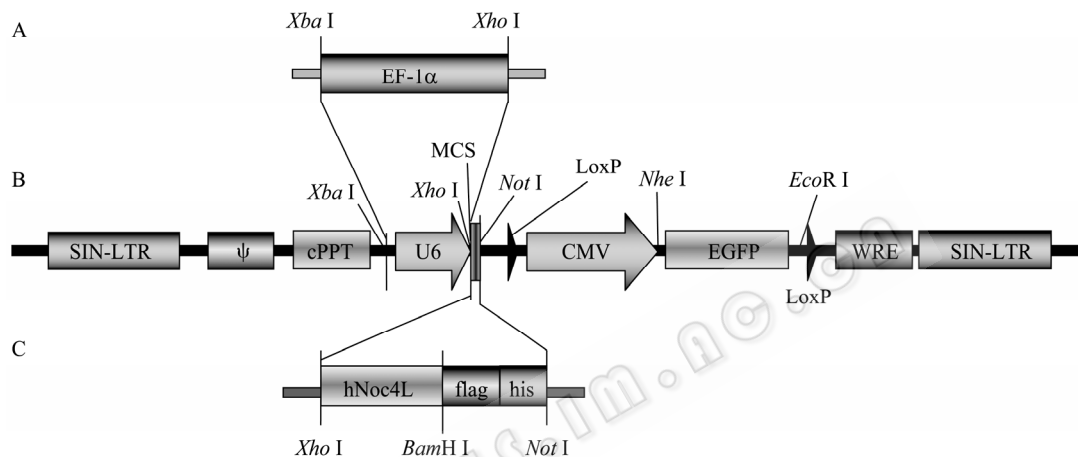 A
Xba I
Xho I
EF-1α
MCS
LoxP
B
Xba I
Xho I
Not I
Nhe I
EcoR I
SIN-LTR
ψ
cPPT
U6
CMV
EGFP
WRE
SIN-LTR
LoxP
C
hNoc4L
flag
his
Xho I
BamH I
Not I